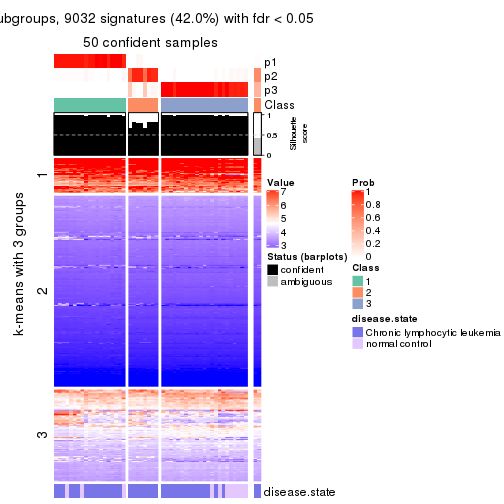 ubgroups, 9032 signatures (42.0%) with fdr < 0.05
50 confident samples
p1
p2
p3
Class
1
0.5
0
Silhouette
score
k-means with 3 groups
1
2
3
Value
7
6
5
4
3
Status (barplots)
confident
ambiguous
Prob
1
0.8
0.6
0.4
0.2
0
Class
1
2
3
disease.state
Chronic lymphocytic leukemia
normal control
disease.state